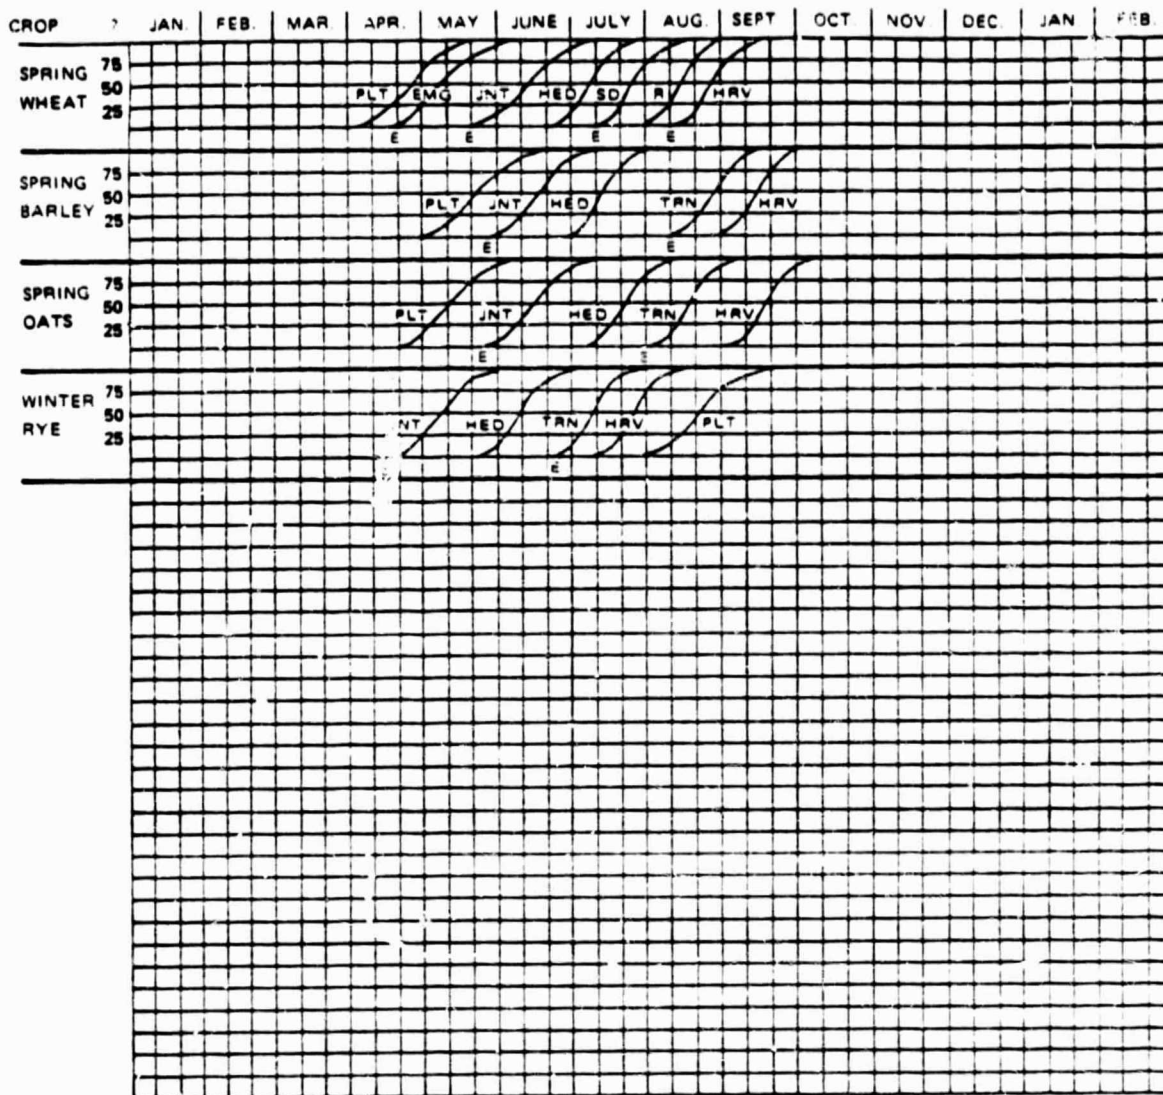 CROP ? JAN. FEB. MAR. APR. MAY JUNE JULY AUG. SEPT OCT. NOV. DEC. JAN FEB.
SPRING WHEAT
75
50
25
PLT EMG JNT HED SD R HRV
E E E E
SPRING BARLEY
75
50
25
PLT JNT HED TRN HRV
E E
SPRING OATS
75
50
25
PLT JNT HED TRN HRV
E E
WINTER RYE
75
50
25
NT HED TRN HRV PLT
E